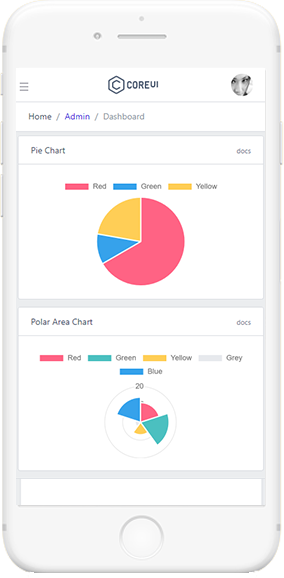 COREUI
Home / Admin / Dashboard
Pie Chart docs
Red Green Yellow
Polar Area Chart docs
Red Green Yellow Grey
Blue
20